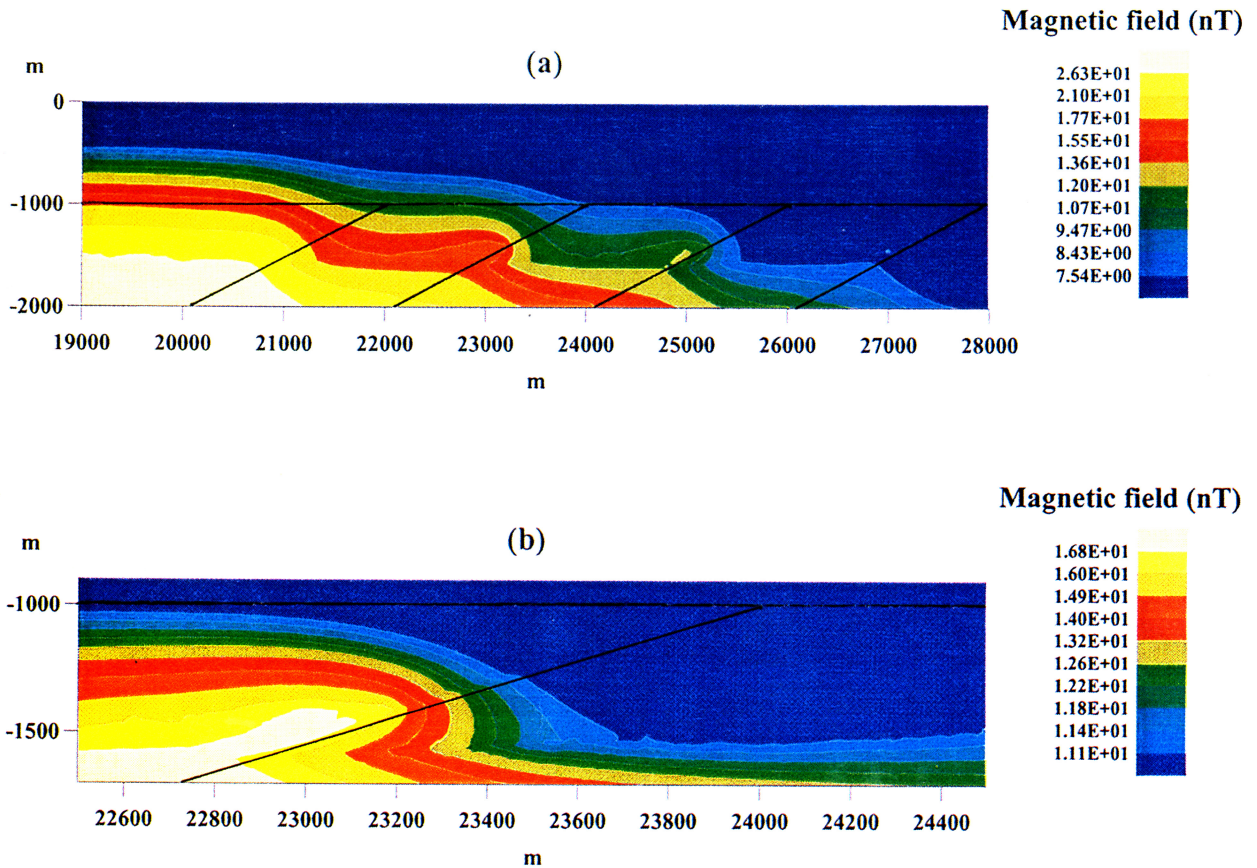 Magnetic field (nT)
(a)
m
2.63E+01
2.10E+01
1.77E+01
1.55E+01
1.36E+01
1.20E+01
1.07E+01
9.47E+00
8.43E+00
7.54E+00
0
-1000
-2000
19000 20000 21000 22000 23000 24000 25000 26000 27000 28000
m
Magnetic field (nT)
(b)
m
1.68E+01
1.60E+01
1.49E+01
1.40E+01
1.32E+01
1.26E+01
1.22E+01
1.18E+01
1.14E+01
1.11E+01
-1000
-1500
22600 22800 23000 23200 23400 23600 23800 24000 24200 24400
m